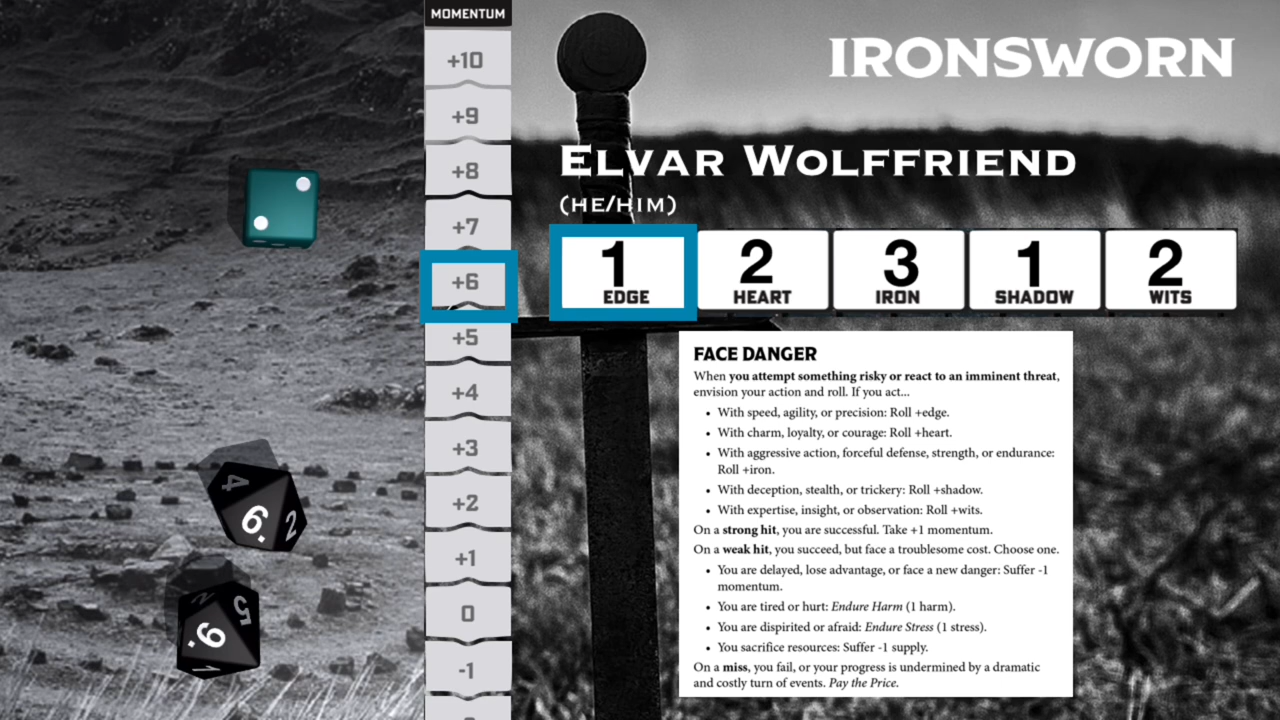 MOMENTUM
+10
+9
+8
+7
+6
+5
+4
+3
+2
+1
0
-1
IRONSWORN
ELVAR WOLFFRIEND
(HE/HIM)
1 2 3 1 2
EDGE HEART IRON SHADOW WITS
FACE DANGER
When you attempt something risky or react to an imminent threat,
envision your action and roll. If you act...
• With speed, agility, or precision: Roll +edge.
• With charm, loyalty, or courage: Roll +heart.
• With aggressive action, forceful defense, strength, or endurance:
Roll +iron.
• With deception, stealth, or trickery: Roll +shadow.
• With expertise, insight, or observation: Roll +wits.
On a strong hit, you are successful. Take +1 momentum.
On a weak hit, you succeed, but face a troublesome cost. Choose one.
• You are delayed, lose advantage, or face a new danger: Suffer -1
momentum.
• You are tired or hurt: Endure Harm (1 harm).
• You are dispirited or afraid: Endure Stress (1 stress).
• You sacrifice resources: Suffer -1 supply.
On a miss, you fail, or your progress is undermined by a dramatic
and costly turn of events. Pay the Price.
4
6.
2
2
5
6.
1